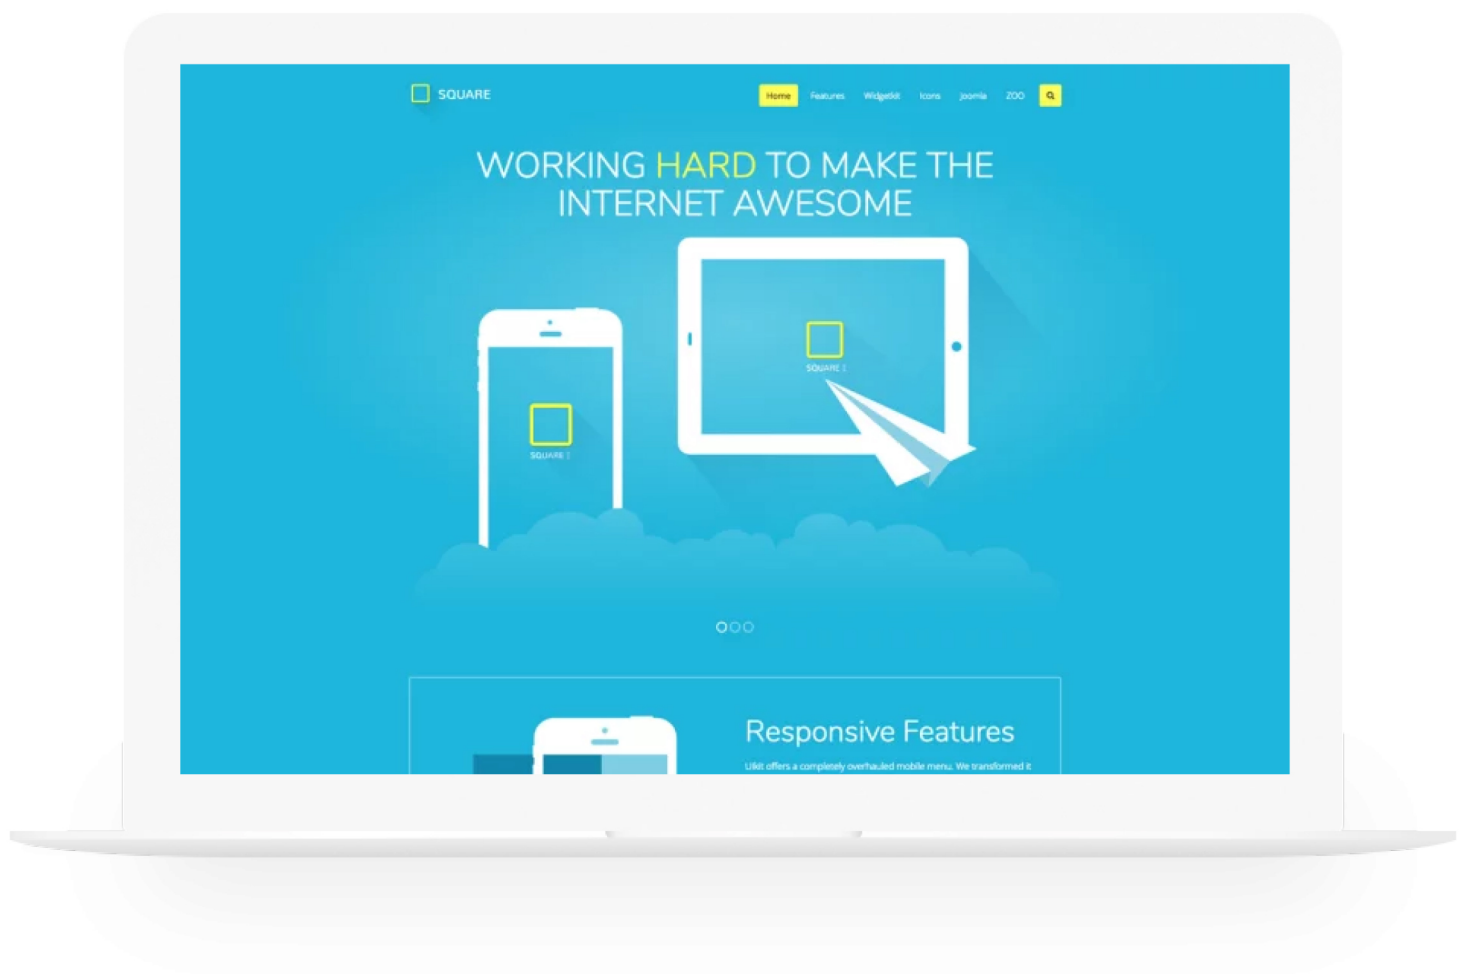 SQUARE
Home Features Widgetkit Icons Joomla ZOO
WORKING HARD TO MAKE THE
INTERNET AWESOME
SQUARE
SQUARE
Responsive Features
UIkit offers a completely overhauled mobile menu. We transformed it